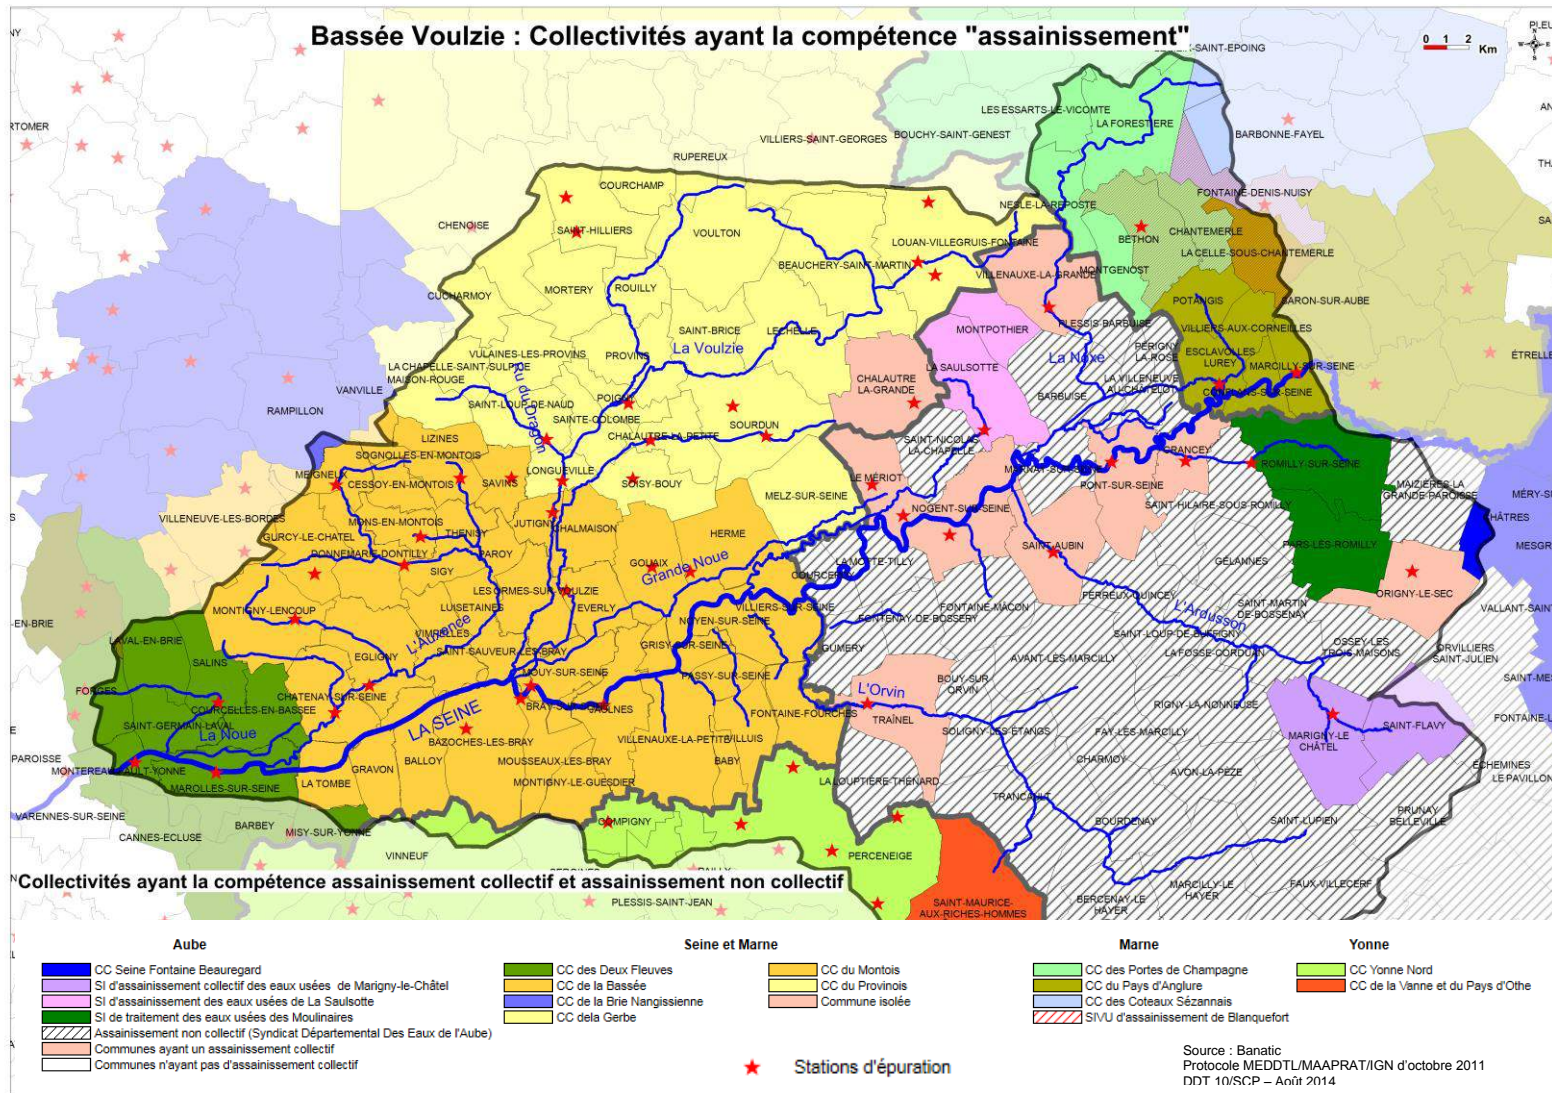 Bassée Voulzie : Collectivités ayant la compétence "assainissement"
0 1 2 Km
SAINT-EPOING
LES ESSARTS-LE-VICOMTE
LA FORESTIERE
BOUCHY-SAINT-GENEST
BARBONNE-FAYEL
VILLIERS-SAINT-GEORGES
RUPEREUX
COURCHAMP
FONTAINE-DENIS-NUISY
NESLE-LA-REPOSTE
CHENOISE
SAINT-HILLIERS
VOULTON
LOUAN-VILLEGRUIS-FONTAINE
BETHON
CHANTEMERLE
LA CELLE-SOUS-CHANTEMERLE
BEAUCHERY-SAINT-MARTIN
VILLENAUXE-LA-GRANDE
MONTGENOST
CUCHARMOY
MORTERY
ROUILLY
POTANGIS
SARON-SUR-AUBE
SAINT-BRICE
LECHELLE
MONTPOTHIER
PLESSIS-BARBUISE
VILLIERS-AUX-CORNEILLES
VULAINES-LES-PROVINS
PROVINS
La Voulzie
La Noxe
PERIGNY
LA ROSE
ESCLAVOLLES
LUREY
ÉTRELLE
LA CHAPELLE-SAINT-SULPICE
MAISON-ROUGE
Ru du Dragon
CHALAUTRE
LA-GRANDE
LA SAULSOTTE
LA VILLENEUVE
AU-CHATELOT
MARCILLY-SUR-SEINE
VANVILLE
RAMPILLON
SAINT-LOUP-DE-NAUD
POIGNY
BARBUISE
CONFLANS-SUR-SEINE
SAINTE-COLOMBE
SOURDUN
LIZINES
CHALAUTRE-LA-PETITE
SAINT-NICOLAS
LA CHAPELLE
GRANCEY
SOGNOLLES-EN-MONTOIS
LONGUEVILLE
MARNAY-SUR-SEINE
ROMILLY-SUR-SEINE
MEIGNEUX
CESSOY-EN-MONTOIS
SAVINS
SOISY-BOUY
LE MÉRIOT
PONT-SUR-SEINE
MAIZIERES-LA
GRANDE-PAROISSE
MELZ-SUR-SEINE
SAINT-HILAIRE-SOUS-ROMILLY
VILLENEUVE-LES-BORDES
MONS-EN-MONTOIS
JUTIGNY
CHALMAISON
NOGENT-SUR-SEINE
CHÂTRES
GURCY-LE-CHATEL
THENISY
HERME
SAINT-AUBIN
PARS-LES-ROMILLY
DONNEMARIE-DONTILLY
PAROY
SIGY
GOUAIX
Grande Noue
LA MOTTE-TILLY
GELANNES
COURCEROY
LES ORMES-SUR-VOULZIE
FERREUX-QUINCEY
ORIGNY-LE-SEC
EN-BRIE
MONTIGNY-LENCOUP
LUISETAINES
EVERLY
VILLIERS-SUR-SEINE
FONTAINE-MÂCON
L'Ardusson
SAINT-MARTIN
DE-BOSSENAY
NOYEN-SUR-SEINE
FONTENAY-DE-BOSSERY
VIMPELLES
L'Auxence
LAVAL-EN-BRIE
SAINT-SAUVEUR-LES-BRAY
GRISY-SUR-SEINE
GUMERY
SAINT-LOUP-DE-BUFFIGNY
LA FOSSE-CORDUAN
OSSEY-LES
TROIS-MAISONS
ORVILLIERS
SAINT-JULIEN
SALINS
EGLIGNY
AVANT-LES-MARCILLY
MOUY-SUR-SEINE
PASSY-SUR-SEINE
BOUY-SUR
ORVIN
FORGES
CHATENAY-SUR-SEINE
L'Orvin
RIGNY-LA-NONNEUSE
COURCELLES-EN-BASSEE
BRAY-SUR-SEINE
JAULNES
FONTAINE-FOURCHES
TRAÎNEL
SAINT-GERMAIN-LAVAL
La Noue
LA SEINE
SOLIGNY-LES-ÉTANGS
FAY-LES-MARCILLY
SAINT-FLAVY
MARIGNY-LE
CHÂTEL
BAZOCHES-LES-BRAY
VILLENAUXE-LA-PETITE
VILLUIS
PAROISSE
CHARMOY
BALLOY
MOUSSEAUX-LES-BRAY
BABY
AVON-LA-PÈZE
ECHEMINES
LE PAVILLON
MONTEREAU-FAULT-YONNE
GRAVON
MONTIGNY-LE-GUESDIER
LA LOUPTIÈRE-THÉNARD
MAROLLES-SUR-SEINE
LA TOMBE
TRANCAULT
VARENNES-SUR-SEINE
BOURDENAY
SAINT-LUPIEN
PRUNAY
BELLEVILLE
BARBEY
MISY-SUR-YONNE
COMPIGNY
CANNES-ECLUSE
VINNEUF
PERCENEIGE
MARCILLY-LE
HAYER
FAUX-VILLECERF
BERCENAY-LE
HAYER
PLESSIS-SAINT-JEAN
SAINT-MAURICE-
AUX-RICHES-HOMMES
Collectivités ayant la compétence assainissement collectif et assainissement non collectif
Aube
CC Seine Fontaine Beauregard
SI d'assainissement collectif des eaux usées de Marigny-le-Châtel
SI d'assainissement des eaux usées de La Saulsotte
SI de traitement des eaux usées des Moulinaires
Assainissement non collectif (Syndicat Départemental Des Eaux de l'Aube)
Communes ayant un assainissement collectif
Communes n'ayant pas d'assainissement collectif
Seine et Marne
CC des Deux Fleuves
CC de la Bassée
CC de la Brie Nangissienne
CC dela Gerbe
CC du Montois
CC du Provinois
Commune isolée
Marne
CC des Portes de Champagne
CC du Pays d'Anglure
CC des Coteaux Sézannais
SIVU d'assainissement de Blanquefort
Yonne
CC Yonne Nord
CC de la Vanne et du Pays d'Othe
Stations d'épuration
Source : Banatic
Protocole MEDDTL/MAAPRAT/IGN d'octobre 2011
DDT 10/SCP – Août 2014